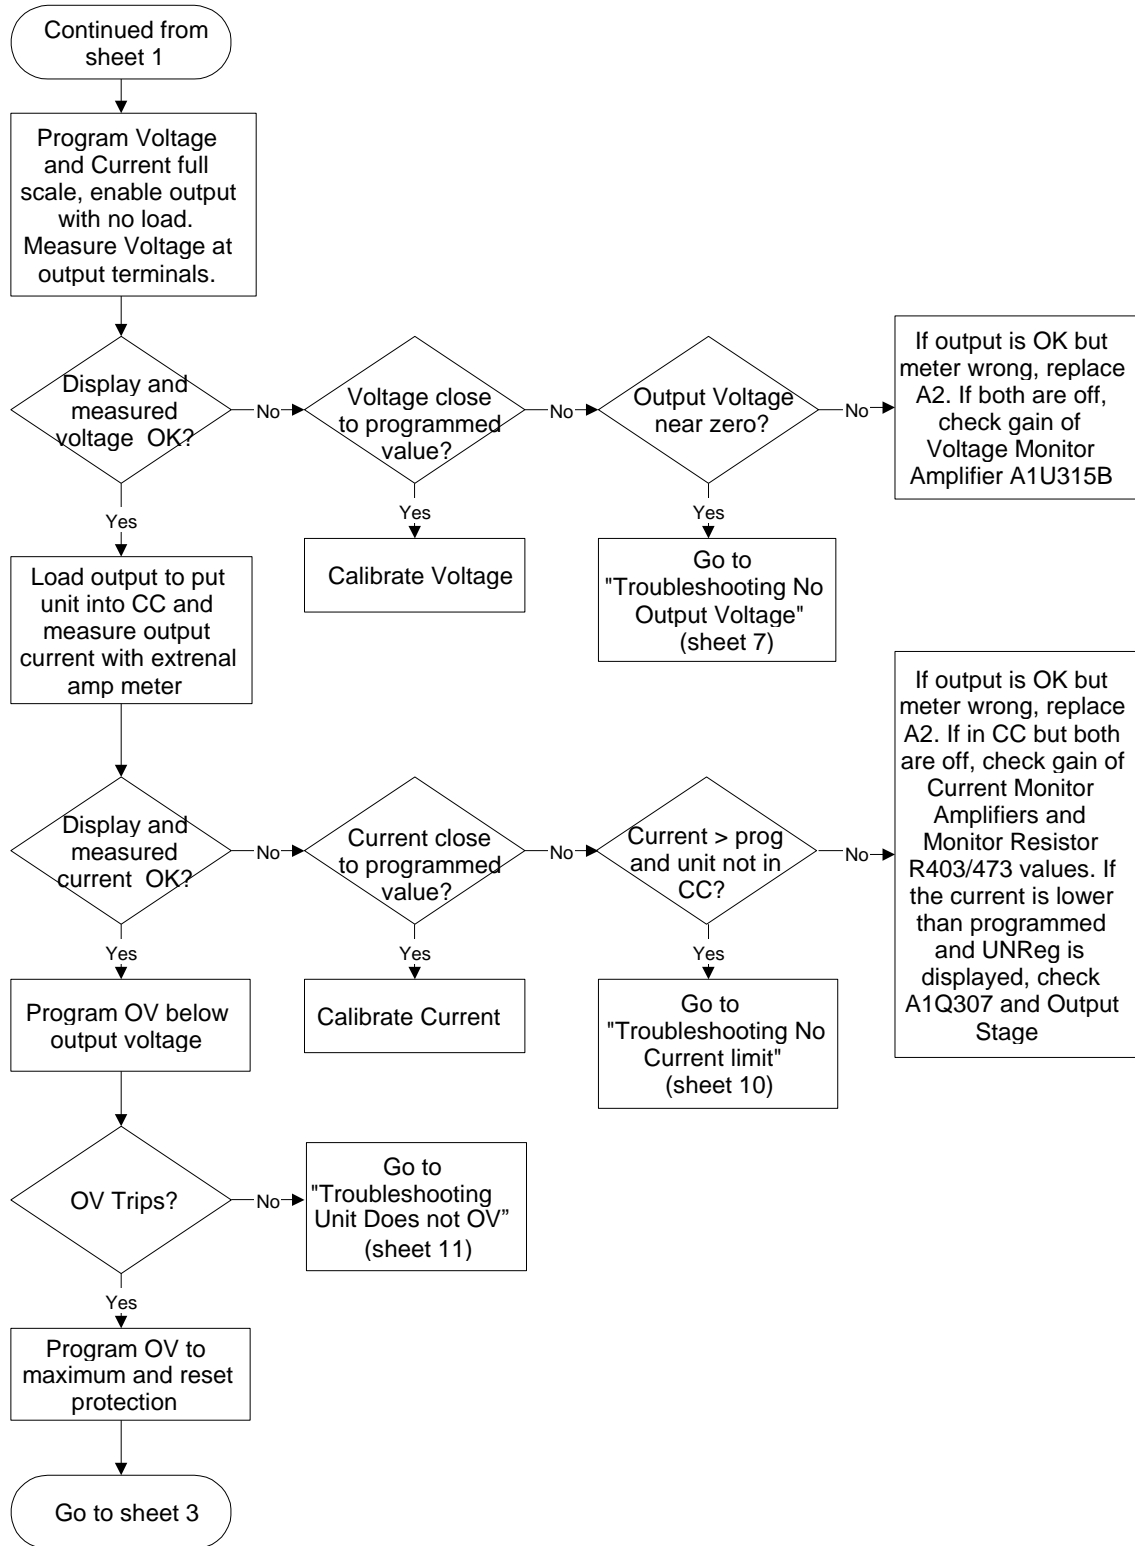 Continued from
sheet 1
Program Voltage
and Current full
scale, enable output
with no load.
Measure Voltage at
output terminals.
Display and
measured
voltage OK?
No
Voltage close
to programmed
value?
No
Output Voltage
near zero?
No
If output is OK but
meter wrong, replace
A2. If both are off,
check gain of
Voltage Monitor
Amplifier A1U315B
Yes
Yes
Yes
Load output to put
unit into CC and
measure output
current with extrenal
amp meter
Calibrate Voltage
Go to
"Troubleshooting No
Output Voltage"
(sheet 7)
Display and
measured
current OK?
No
Current close
to programmed
value?
No
Current > prog
and unit not in
CC?
No
If output is OK but
meter wrong, replace
A2. If in CC but both
are off, check gain of
Current Monitor
Amplifiers and
Monitor Resistor
R403/473 values. If
the current is lower
than programmed
and UNReg is
displayed, check
A1Q307 and Output
Stage
Yes
Yes
Yes
Program OV below
output voltage
Calibrate Current
Go to
"Troubleshooting No
Current limit"
(sheet 10)
OV Trips?
No
Go to
"Troubleshooting
Unit Does not OV”
(sheet 11)
Yes
Program OV to
maximum and reset
protection
Go to sheet 3